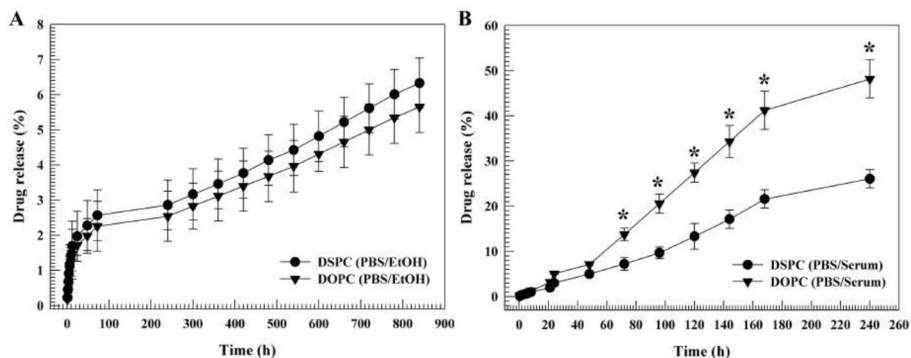 A
8
7
6
5
4
3
2
1
0
Drug release (%)
DSPC (PBS/EtOH)
DOPC (PBS/EtOH)
0 100 200 300 400 500 600 700 800 900
Time (h)
B
60
50
40
30
20
10
0
Drug release (%)
* * * * * *
DSPC (PBS/Serum)
DOPC (PBS/Serum)
0 20 40 60 80 100 120 140 160 180 200 220 240 260
Time (h)